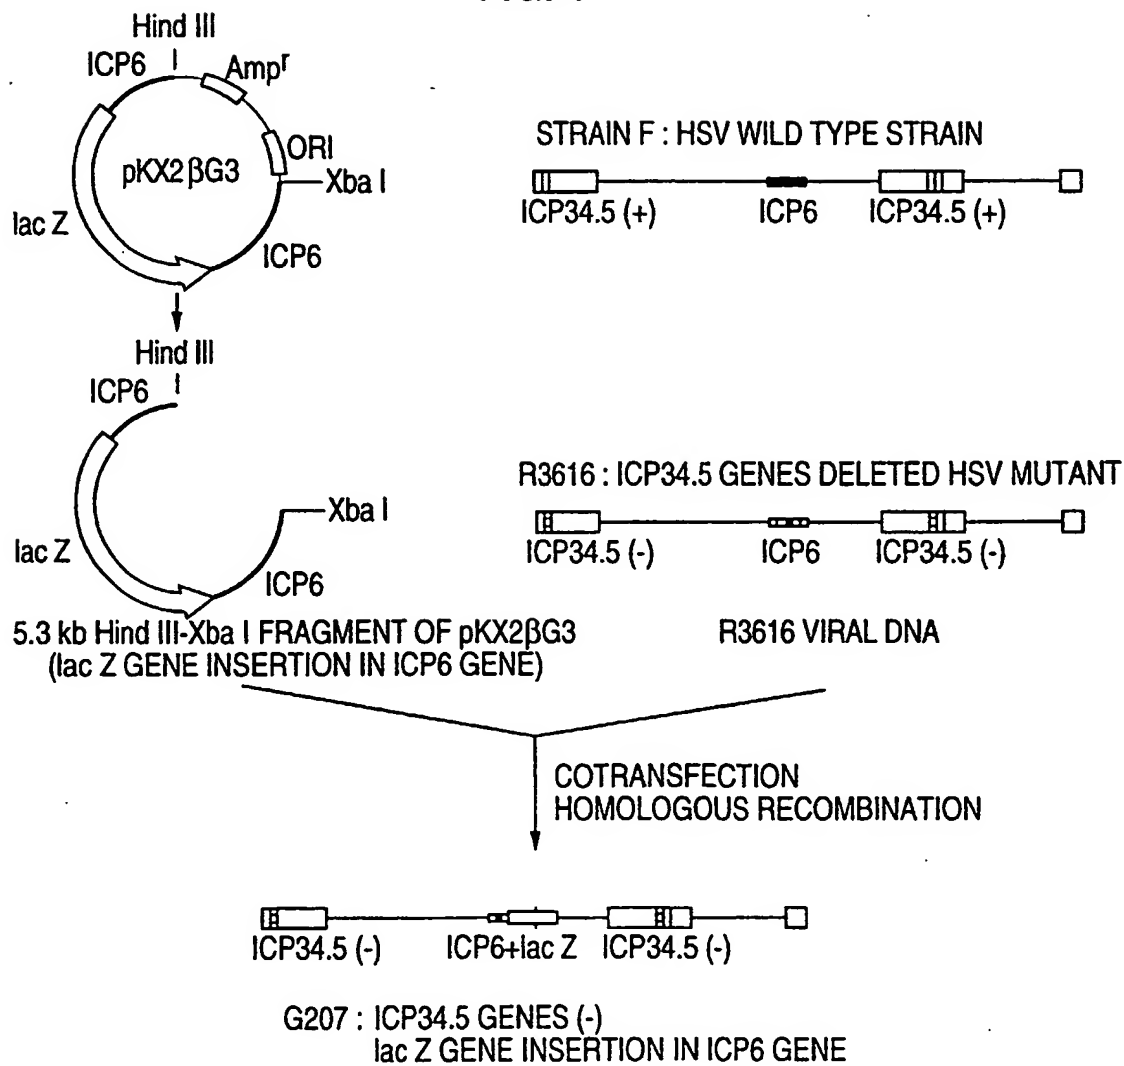 Hind III
ICP6
Ampr
ORI
pKX2βG3
Xba I
lac Z
ICP6
STRAIN F : HSV WILD TYPE STRAIN
ICP34.5 (+)
ICP6
ICP34.5 (+)
Hind III
ICP6
Xba I
lac Z
ICP6
5.3 kb Hind III-Xba I FRAGMENT OF pKX2βG3
(lac Z GENE INSERTION IN ICP6 GENE)
R3616 : ICP34.5 GENES DELETED HSV MUTANT
ICP34.5 (-)
ICP6
ICP34.5 (-)
R3616 VIRAL DNA
COTRANSFECTION
HOMOLOGOUS RECOMBINATION
ICP34.5 (-)
ICP6+lac Z
ICP34.5 (-)
G207 : ICP34.5 GENES (-)
lac Z GENE INSERTION IN ICP6 GENE